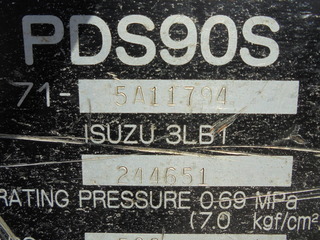 PDS90S
71- 5A11794
ISUZU 3LB1
244651
RATING PRESSURE 0.69 MPa
(7.0 kgf/cm²